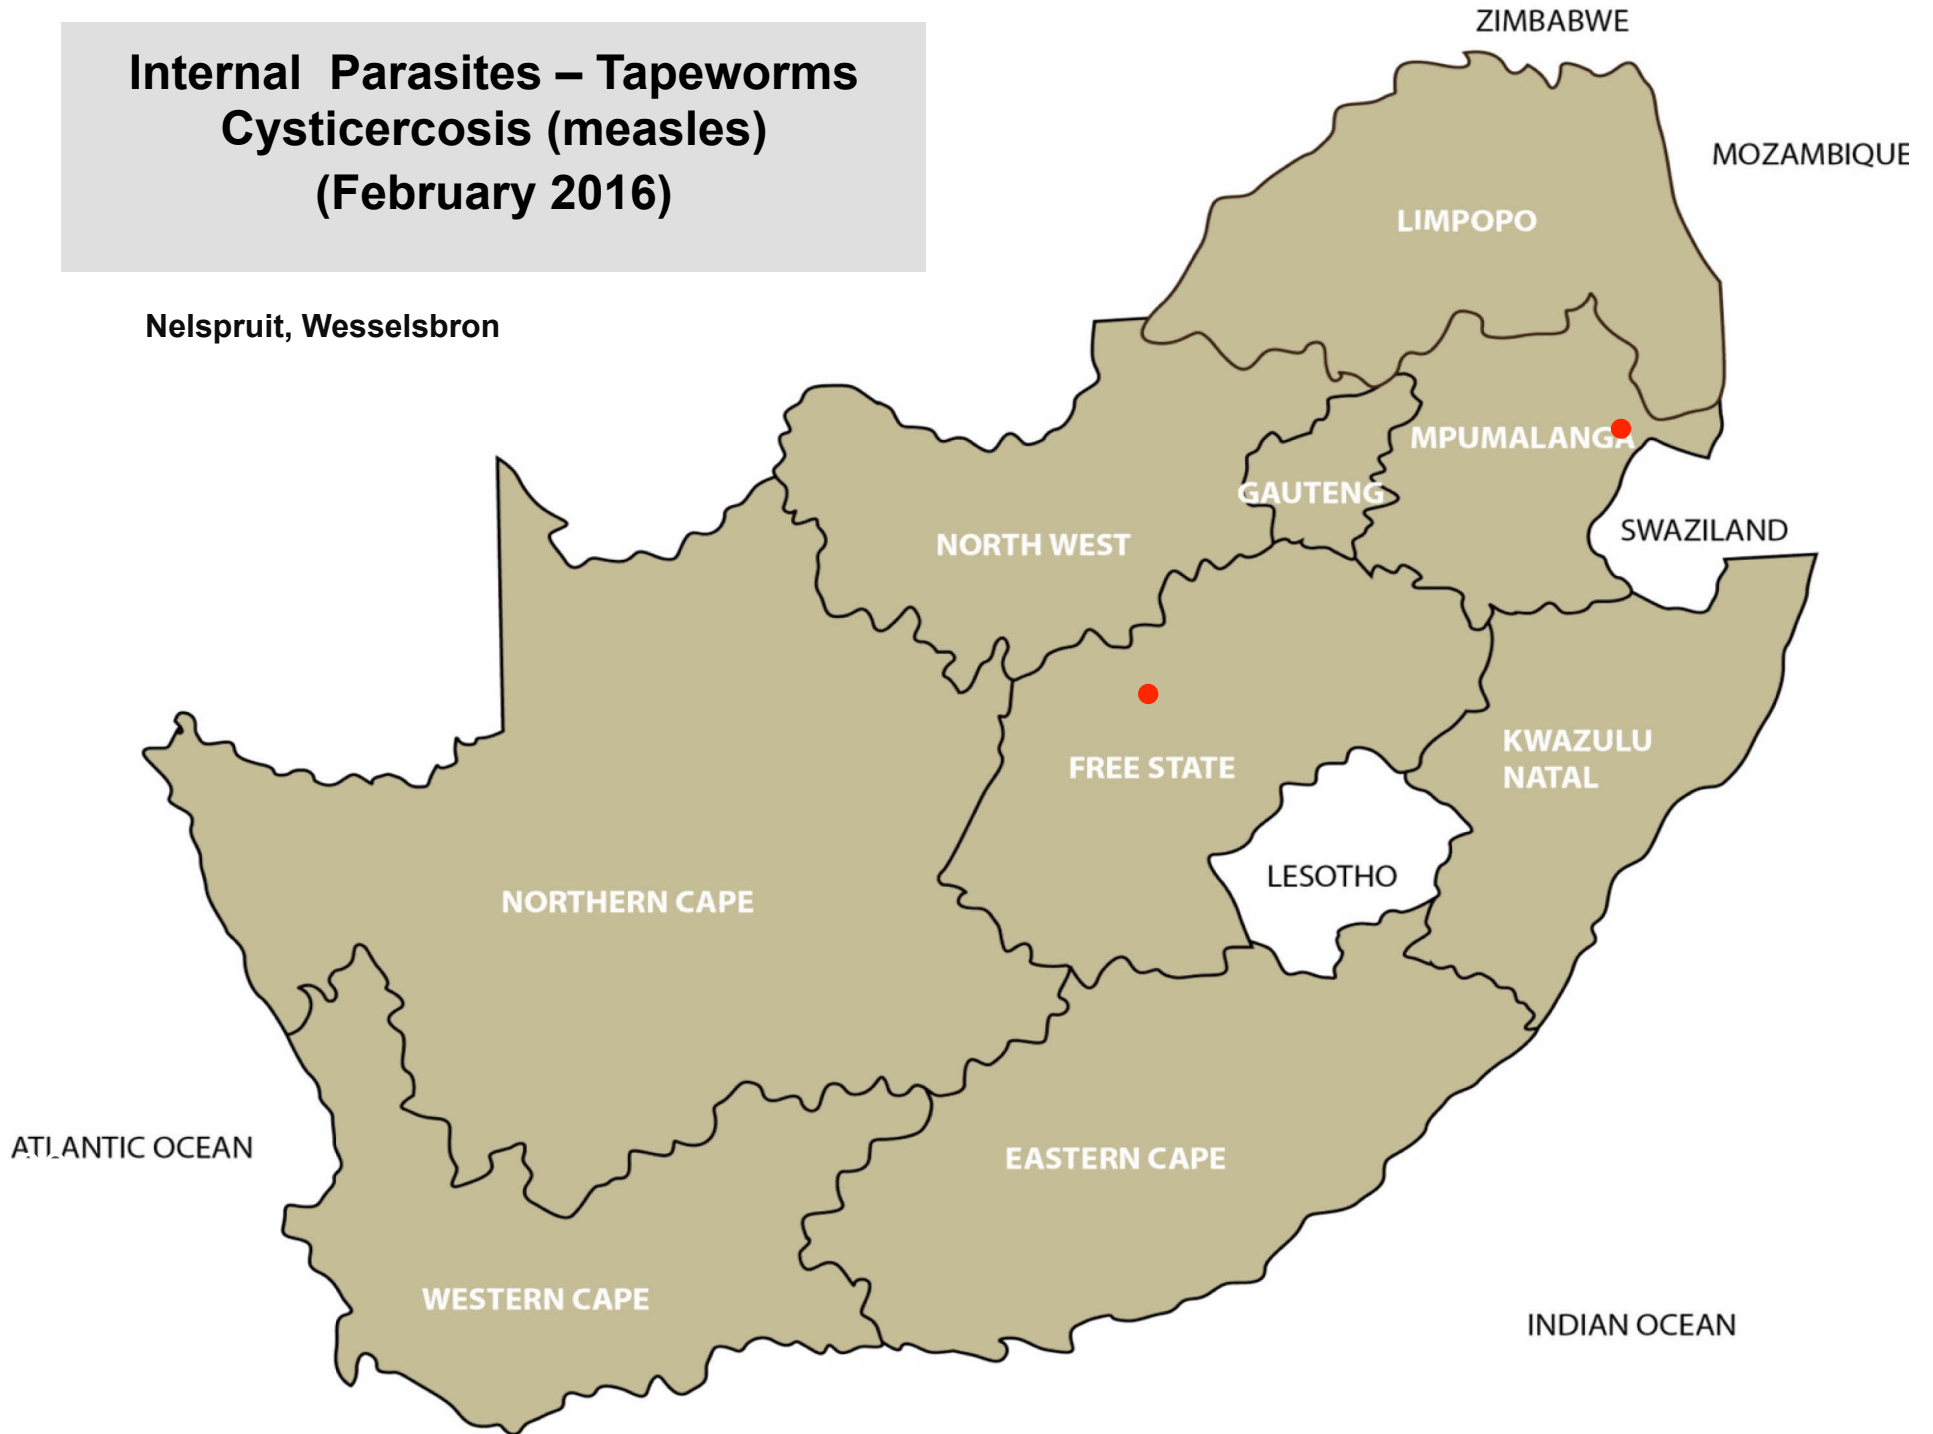 Internal Parasites – Tapeworms
Cysticercosis (measles)
(February 2016)
Nelspruit, Wesselsbron
ZIMBABWE
MOZAMBIQUE
LIMPOPO
MPUMALANGA
GAUTENG
SWAZILAND
NORTH WEST
KWAZULU
NATAL
FREE STATE
LESOTHO
NORTHERN CAPE
ATLANTIC OCEAN
EASTERN CAPE
WESTERN CAPE
INDIAN OCEAN